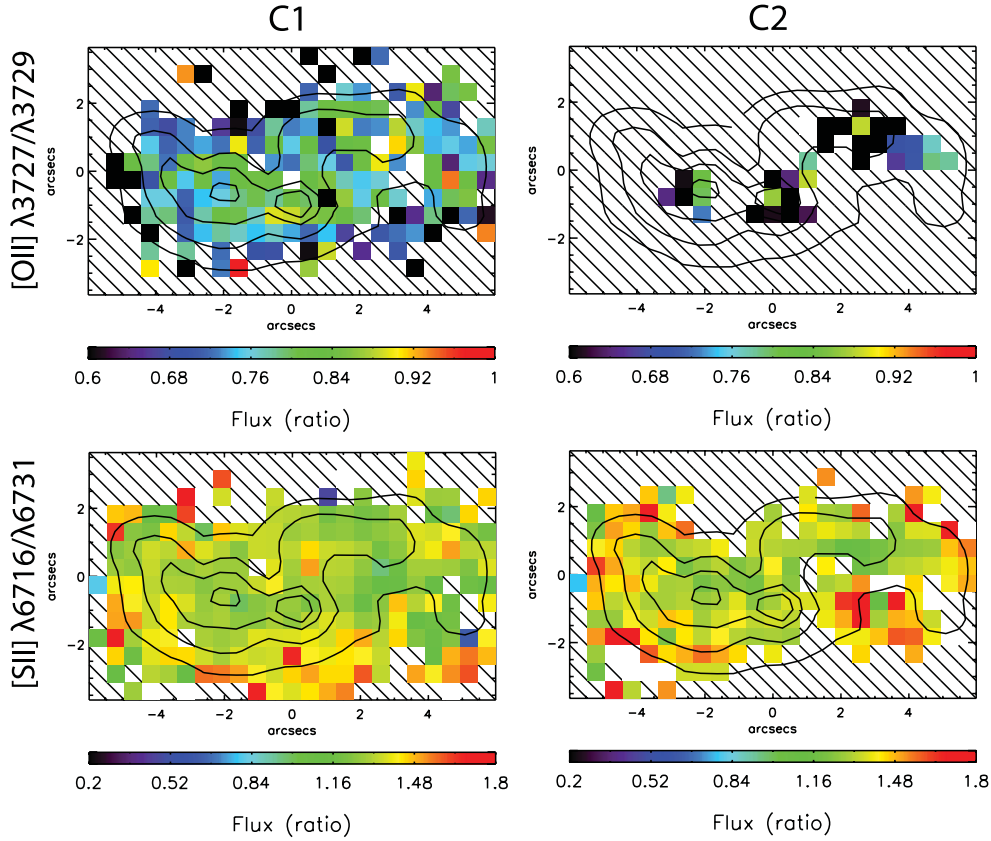 C1
C2
[OII] λ3727/λ3729
2
0
−2
arcsecs
−4 −2 0 2 4
arcsecs
0.6 0.68 0.76 0.84 0.92 1
Flux (ratio)
2
0
−2
arcsecs
−4 −2 0 2 4
arcsecs
0.6 0.68 0.76 0.84 0.92 1
Flux (ratio)
[SII] λ6716/λ6731
2
0
−2
arcsecs
−4 −2 0 2 4
arcsecs
0.2 0.52 0.84 1.16 1.48 1.8
Flux (ratio)
2
0
−2
arcsecs
−4 −2 0 2 4
arcsecs
0.2 0.52 0.84 1.16 1.48 1.8
Flux (ratio)